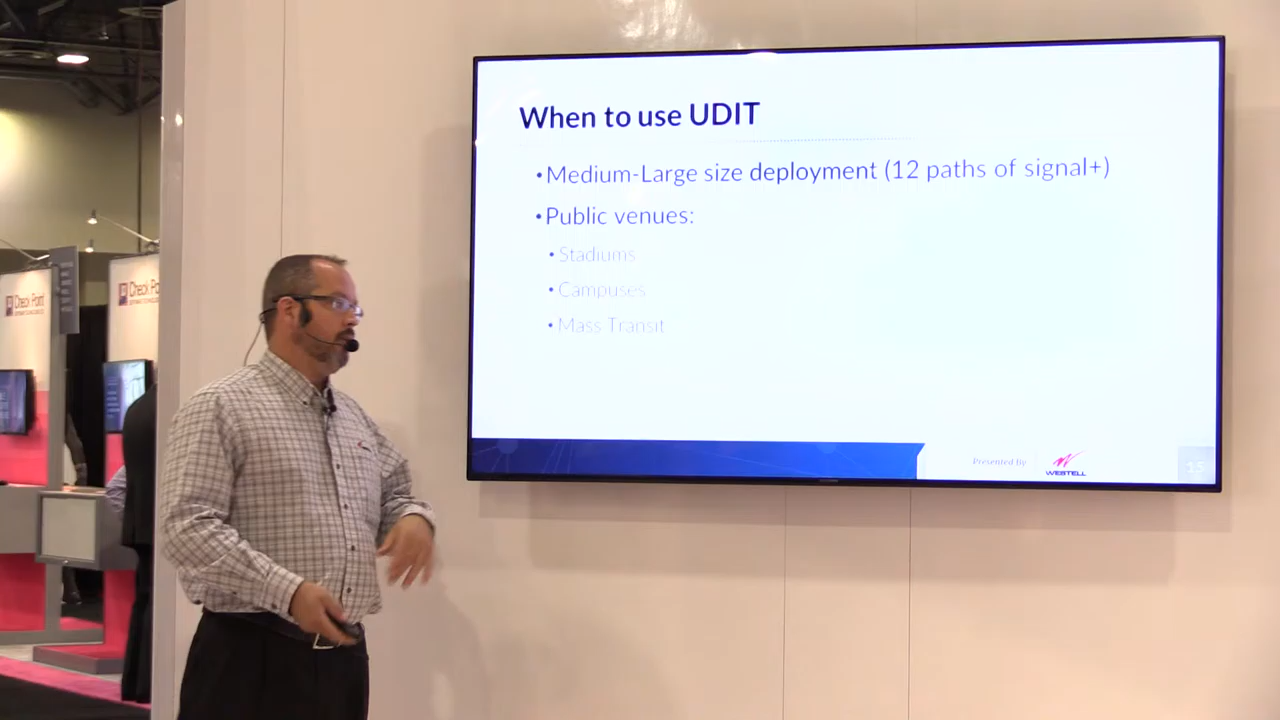 When to use UDIT
•Medium-Large size deployment (12 paths of signal+)
•Public venues:
•Stadiums
•Campuses
•Mass Transit
Presented By
WESTELL
15
Check Point
Check Point